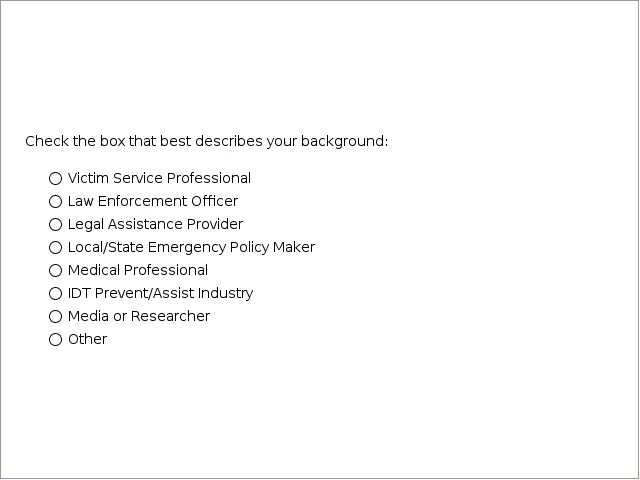 Check the box that best describes your background:
Victim Service Professional
Law Enforcement Officer
Legal Assistance Provider
Local/State Emergency Policy Maker
Medical Professional
IDT Prevent/Assist Industry
Media or Researcher
Other